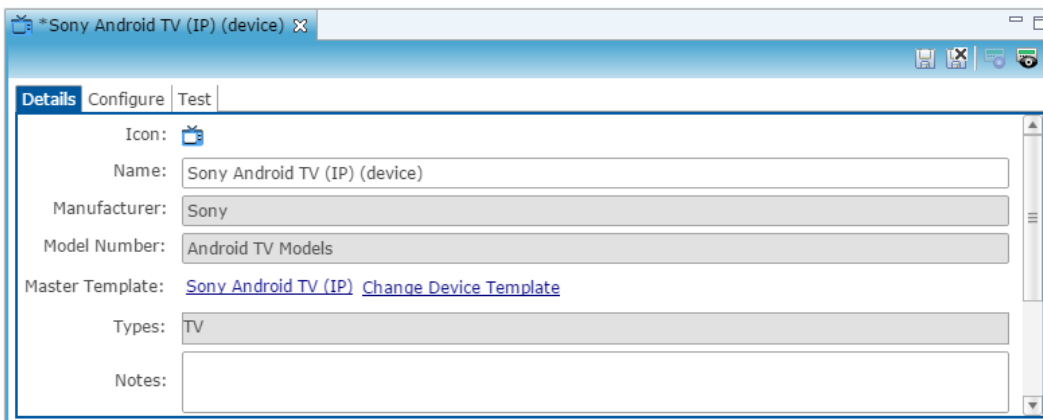 *Sony Android TV (IP) (device)
Details Configure Test
Icon:
Name: Sony Android TV (IP) (device)
Manufacturer: Sony
Model Number: Android TV Models
Master Template: Sony Android TV (IP) Change Device Template
Types: TV
Notes: